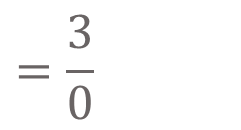 = 3/0